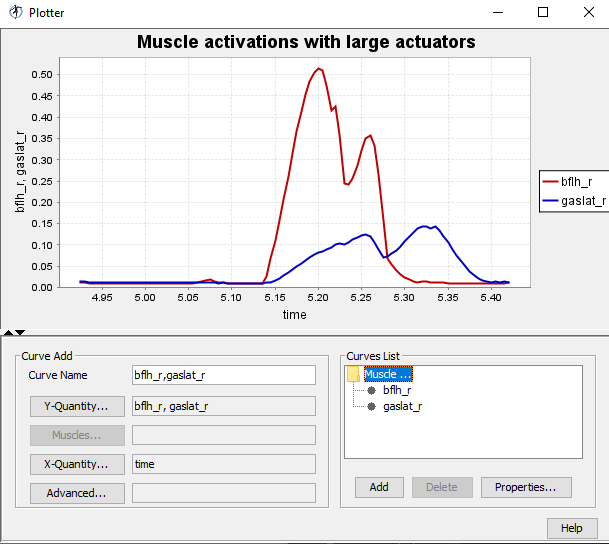 Plotter
Muscle activations with large actuators
0.50
0.45
0.40
0.35
0.30
0.25
0.20
0.15
0.10
0.05
0.00
bflh_r, gaslat_r
4.95 5.00 5.05 5.10 5.15 5.20 5.25 5.30 5.35 5.40
time
bflh_r
gaslat_r
Curve Add
Curve Name bflh_r,gaslat_r
Y-Quantity... bflh_r, gaslat_r
Muscles...
X-Quantity... time
Advanced...
Curves List
Muscle ...
bflh_r
gaslat_r
Add Delete Properties...
Help